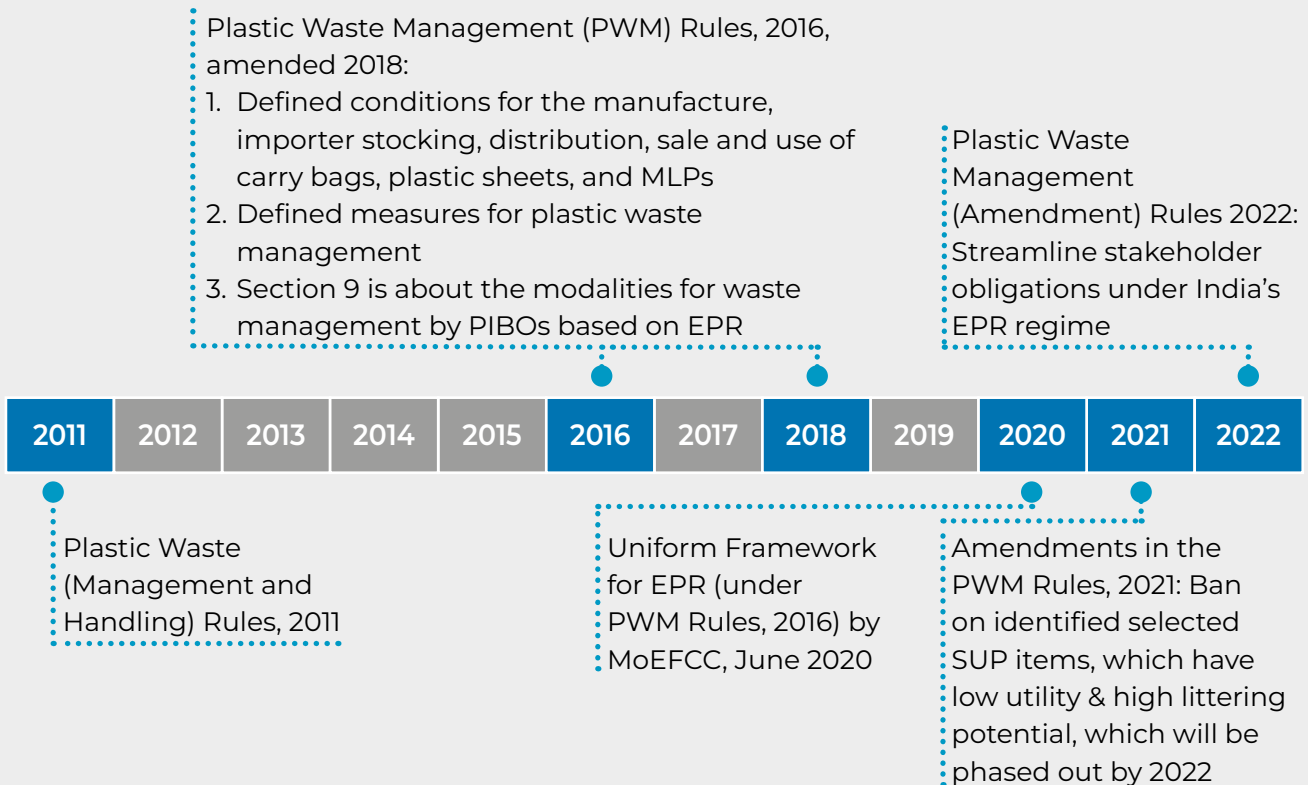 Plastic Waste Management (PWM) Rules, 2016,
amended 2018:
1. Defined conditions for the manufacture,
importer stocking, distribution, sale and use of
carry bags, plastic sheets, and MLPs
2. Defined measures for plastic waste
management
3. Section 9 is about the modalities for waste
management by PIBOs based on EPR
Plastic Waste
Management
(Amendment) Rules 2022:
Streamline stakeholder
obligations under India’s
EPR regime
2011 2012 2013 2014 2015 2016 2017 2018 2019 2020 2021 2022
Plastic Waste
(Management and
Handling) Rules, 2011
Uniform Framework
for EPR (under
PWM Rules, 2016) by
MoEFCC, June 2020
Amendments in the
PWM Rules, 2021: Ban
on identified selected
SUP items, which have
low utility & high littering
potential, which will be
phased out by 2022